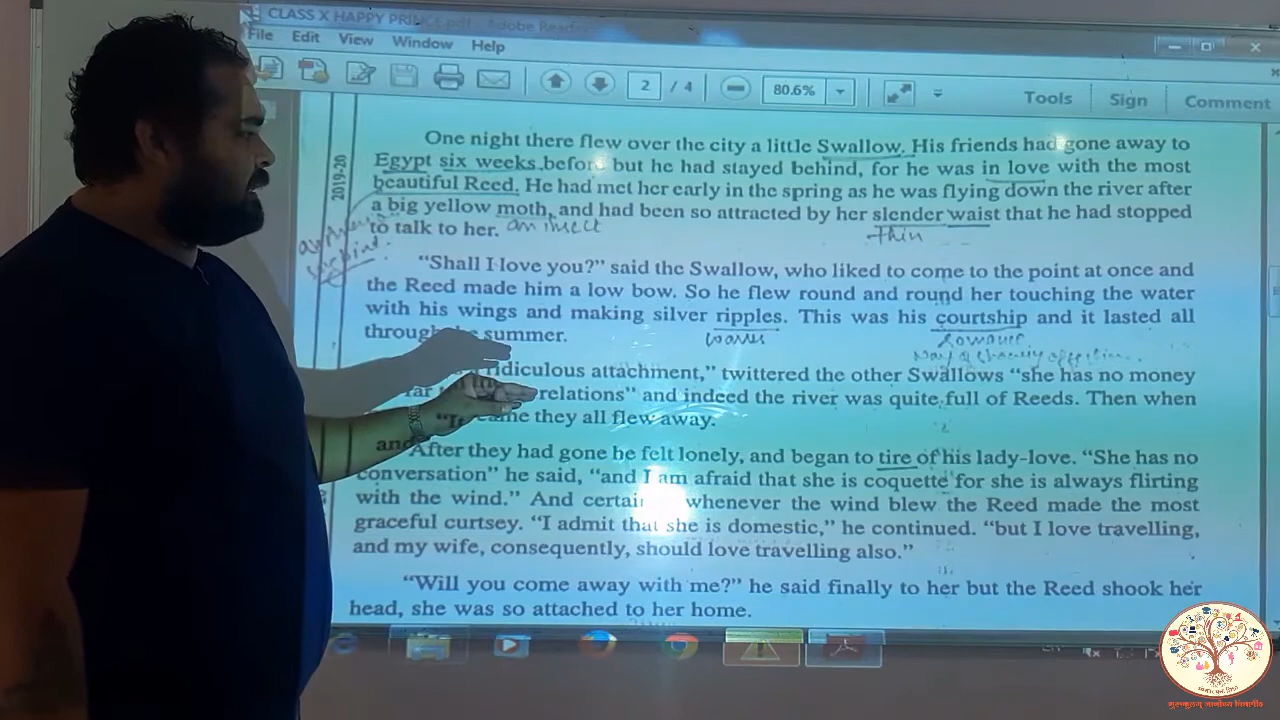 CLASS X HAPPY PRINCE.pdf - Adobe Reader
File Edit View Window Help
2 / 4 80.6% Tools Sign Comment
2019-20
One night there flew over the city a little Swallow. His friends had gone away to
Egypt six weeks before but he had stayed behind, for he was in love with the most
beautiful Reed. He had met her early in the spring as he was flying down the river after
a big yellow moth, and had been so attracted by her slender waist that he had stopped
to talk to her. an insect
thin
"Shall I love you?" said the Swallow, who liked to come to the point at once and
the Reed made him a low bow. So he flew round and round her touching the water
with his wings and making silver ripples. This was his courtship and it lasted all
through summer. waves romance
way of
ridiculous attachment," twittered the other Swallows "she has no money
relations" and indeed the river was quite full of Reeds. Then when
they all flew away.
and
After they had gone he felt lonely, and began to tire of his lady-love. "She has no
conversation" he said, "and I am afraid that she is coquette for she is always flirting
with the wind." And whenever the wind blew the Reed made the most
graceful curtsey. "I admit that she is domestic," he continued. "but I love travelling,
and my wife, consequently, should love travelling also."
"Will you come away with me?" he said finally to her but the Reed shook her
head, she was so attached to her home.